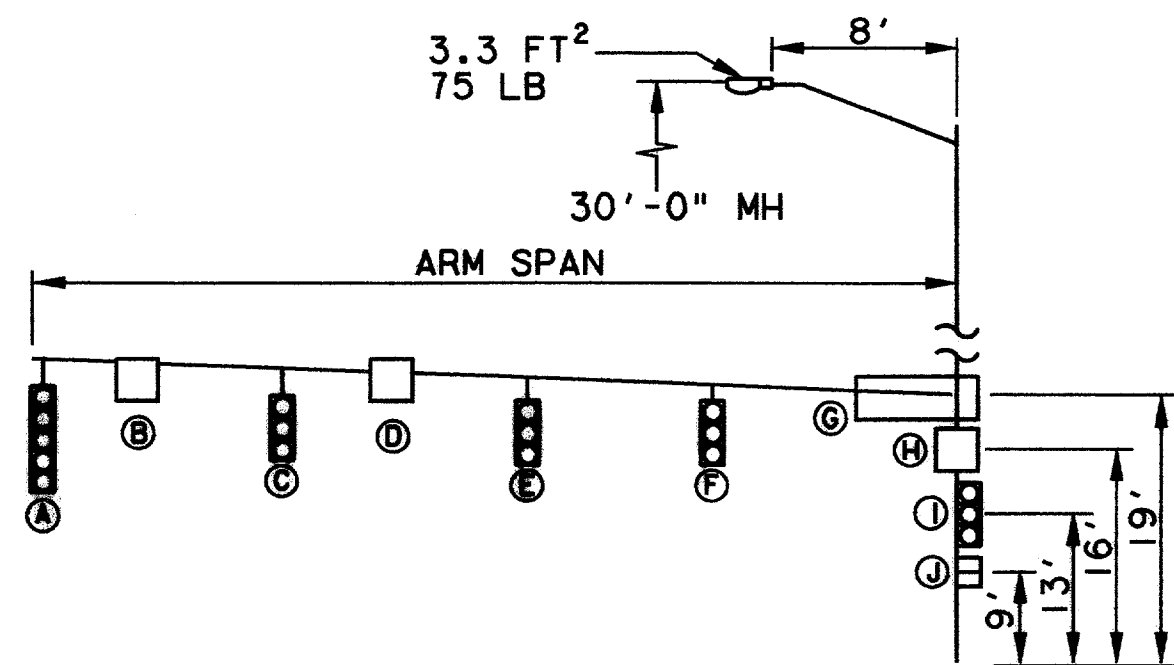 8'
3.3 FT²
75 LB
30'-0" MH
ARM SPAN
A
B
C
D
E
F
G
H
I
J
9'
13'
16'
19'